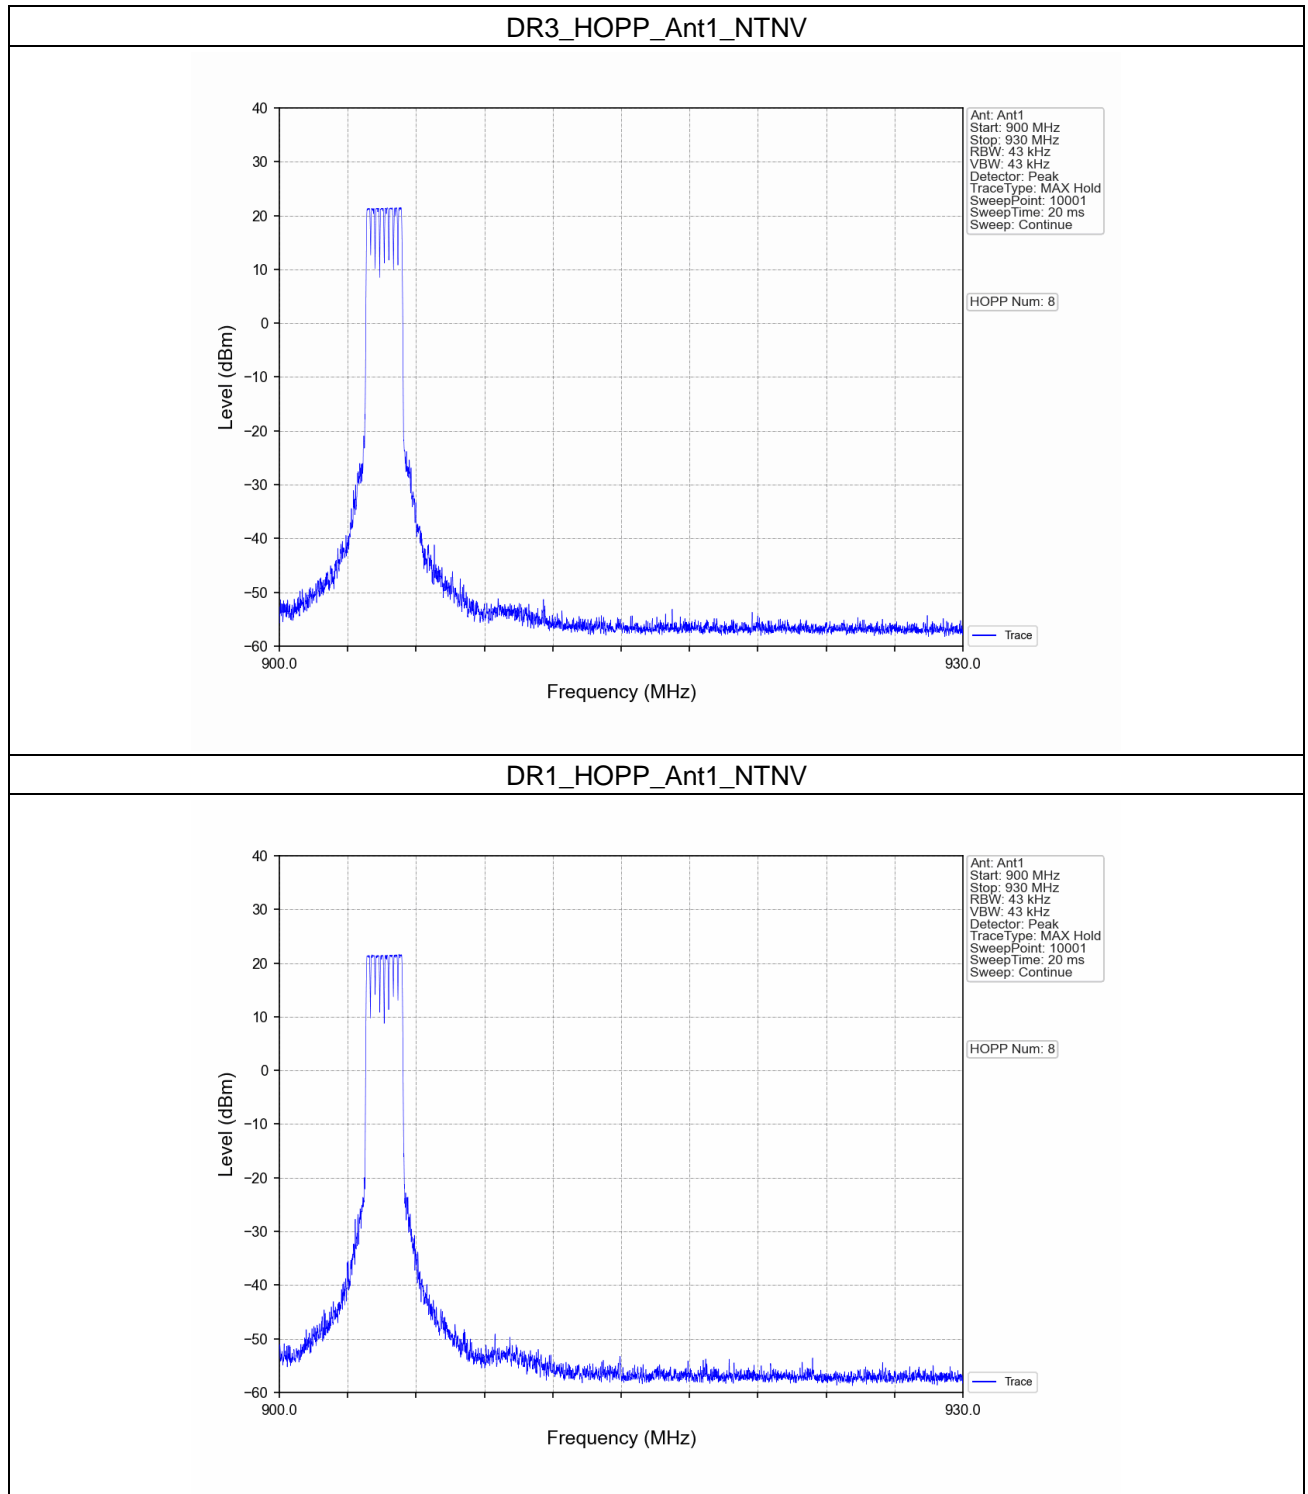 DR3_HOPP_Ant1_NTNV
40
30
20
10
0
−10
−20
−30
−40
−50
−60
Level (dBm)
900.0
930.0
Frequency (MHz)
Ant: Ant1
Start: 900 MHz
Stop: 930 MHz
RBW: 43 kHz
VBW: 43 kHz
Detector: Peak
TraceType: MAX Hold
SweepPoint: 10001
SweepTime: 20 ms
Sweep: Continue
HOPP Num: 8
Trace
DR1_HOPP_Ant1_NTNV
40
30
20
10
0
−10
−20
−30
−40
−50
−60
Level (dBm)
900.0
930.0
Frequency (MHz)
Ant: Ant1
Start: 900 MHz
Stop: 930 MHz
RBW: 43 kHz
VBW: 43 kHz
Detector: Peak
TraceType: MAX Hold
SweepPoint: 10001
SweepTime: 20 ms
Sweep: Continue
HOPP Num: 8
Trace